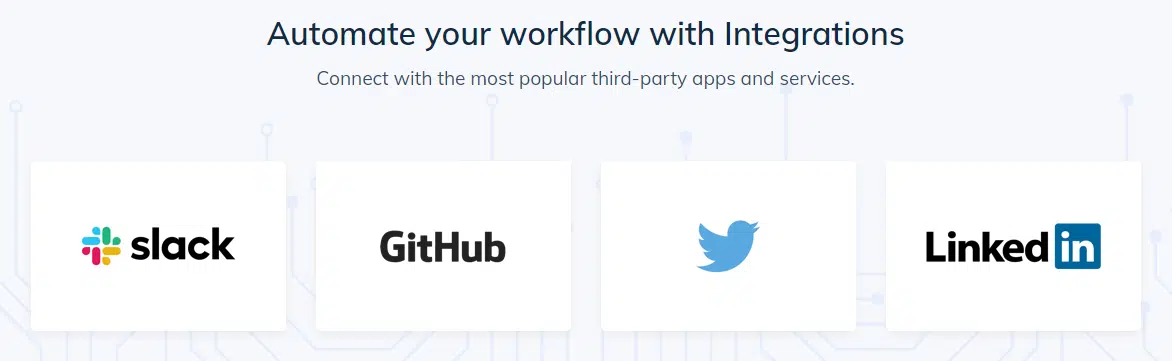 Automate your workflow with Integrations
Connect with the most popular third-party apps and services.
slack
GitHub
Linked in